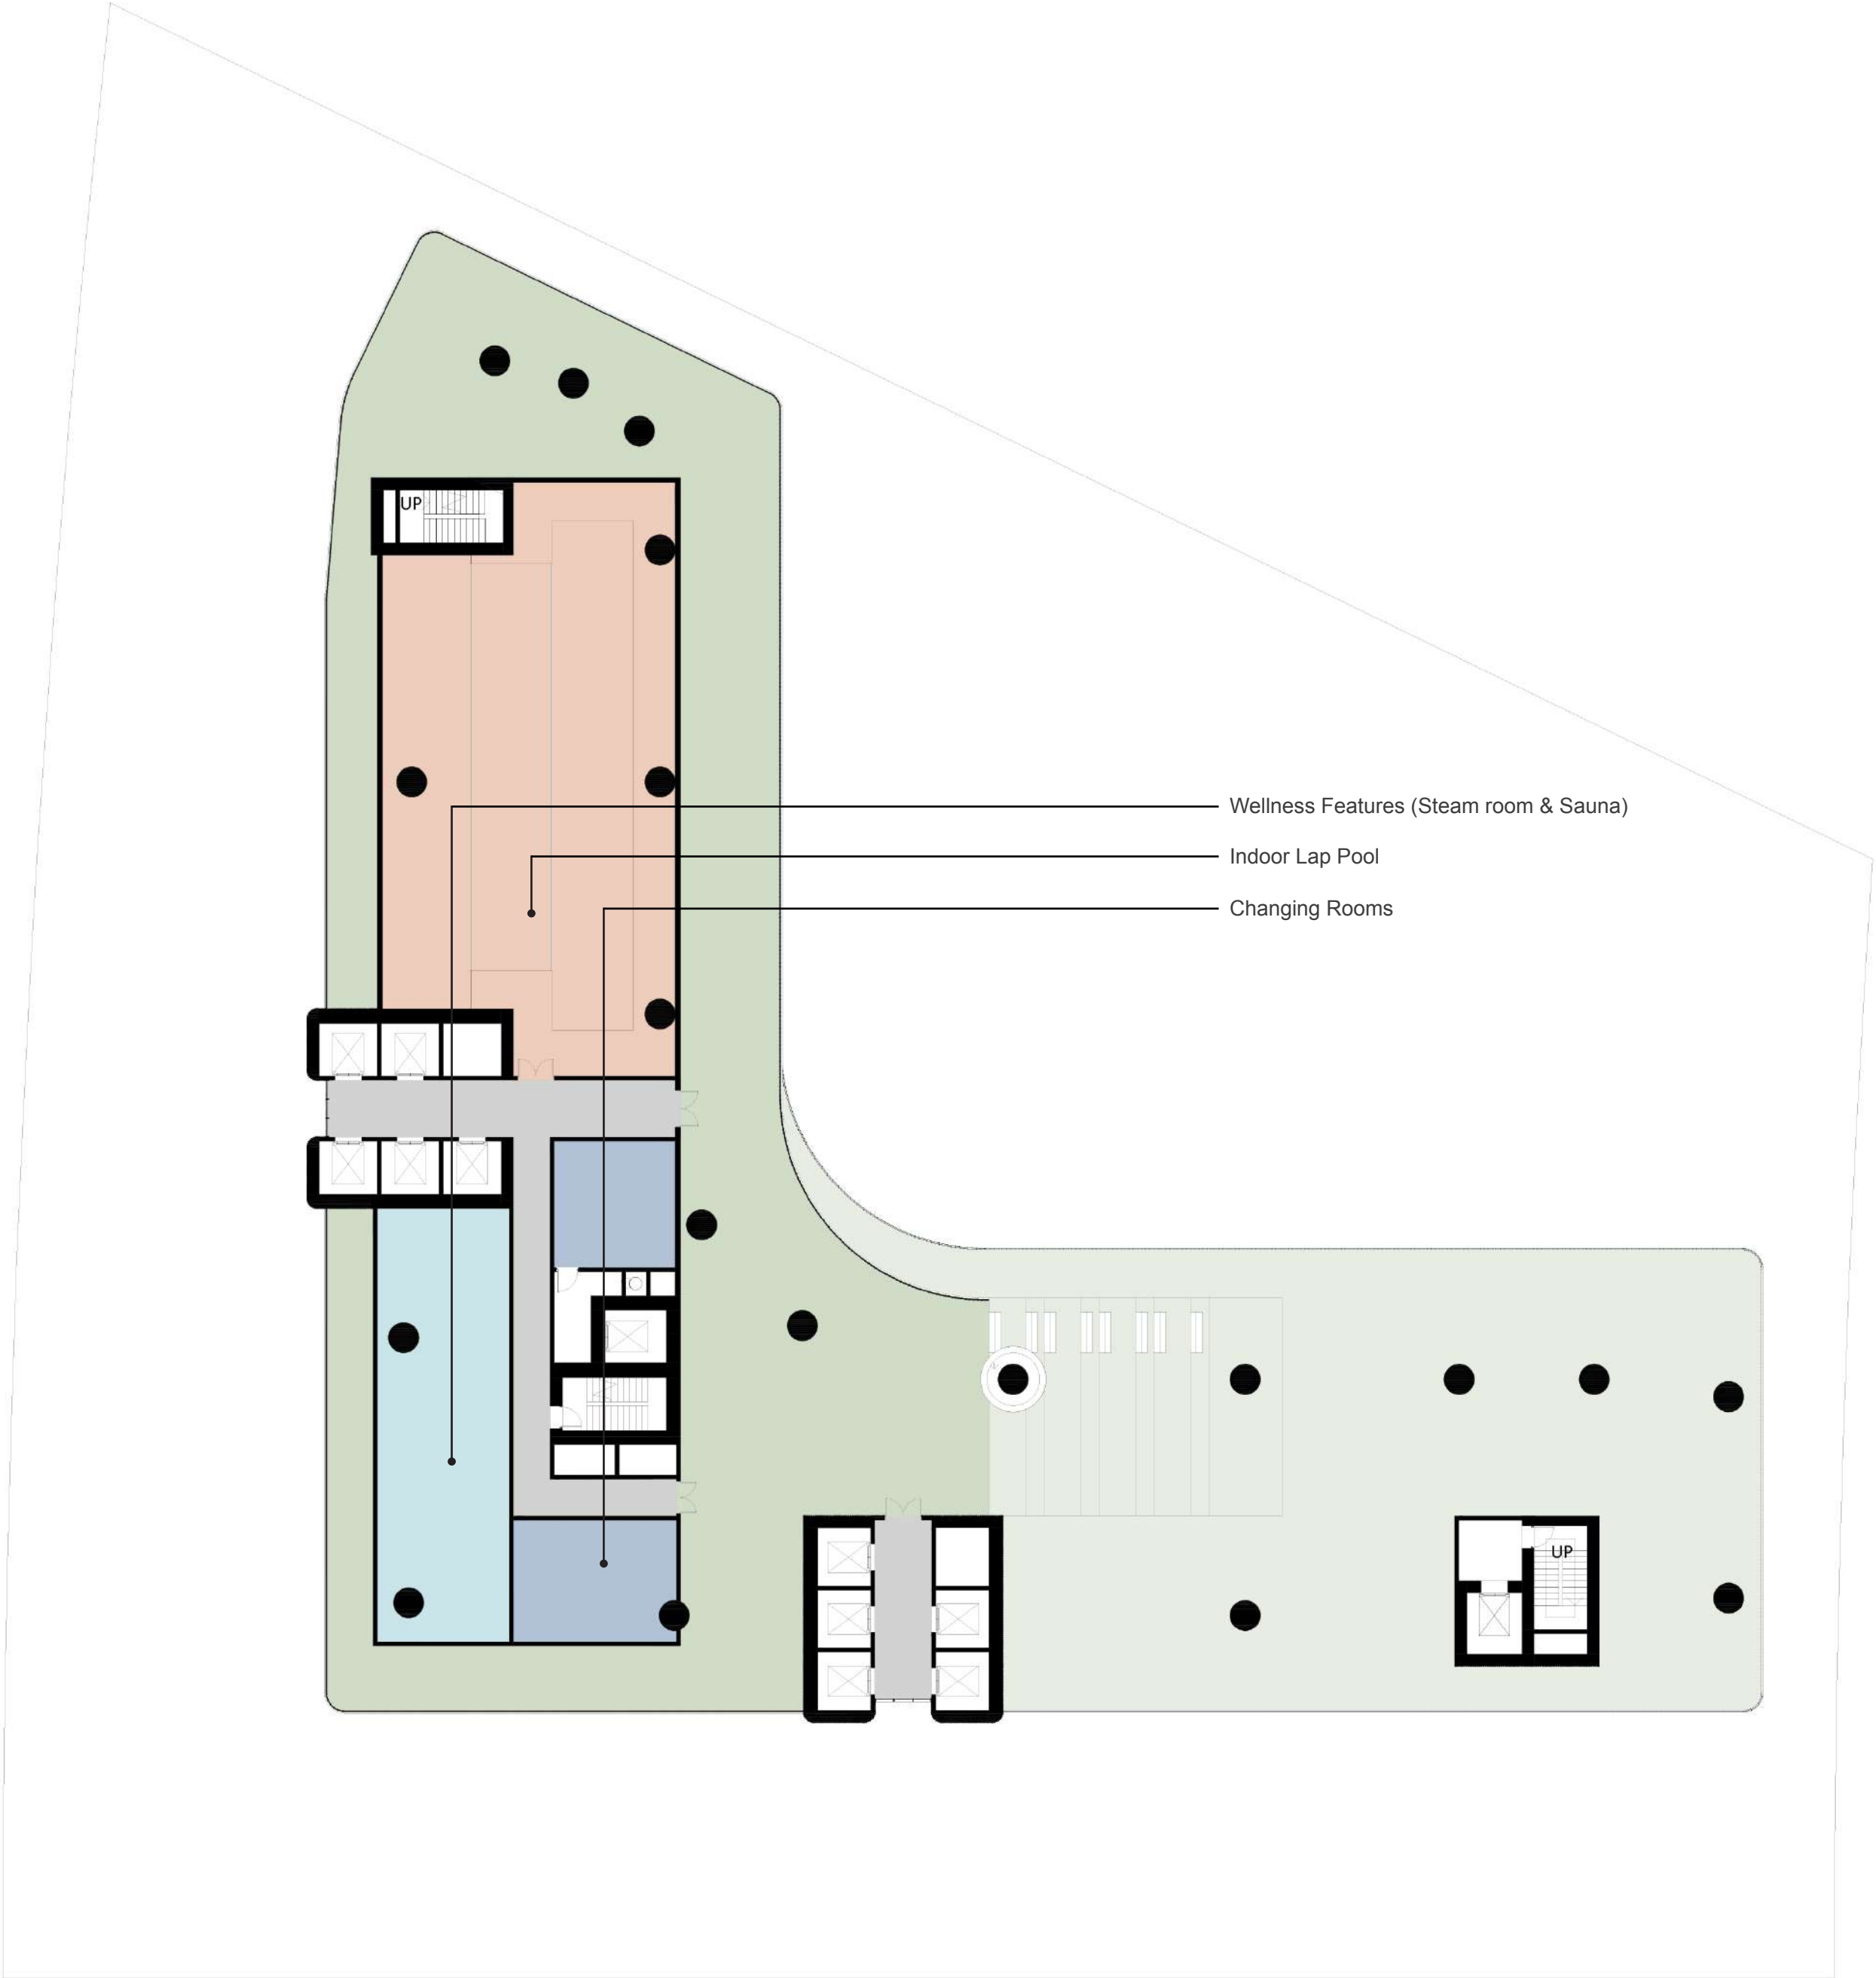 UP
Wellness Features (Steam room & Sauna)
Indoor Lap Pool
Changing Rooms
UP